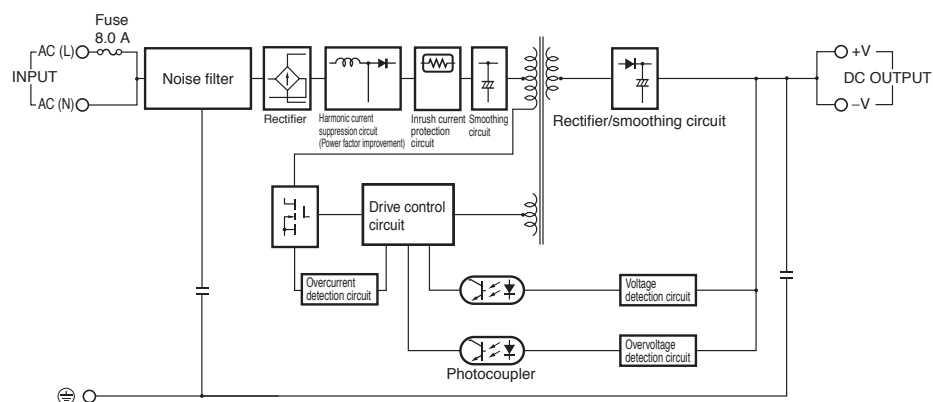 Fuse
8.0 A
AC (L)
INPUT
AC (N)
Noise filter
Rectifier
Harmonic current
suppression circuit
(Power factor improvement)
Inrush current
protection
circuit
Smoothing
circuit
Rectifier/smoothing circuit
+V
DC OUTPUT
−V
Drive control
circuit
Overcurrent
detection circuit
Voltage
detection circuit
Overvoltage
detection circuit
Photocoupler